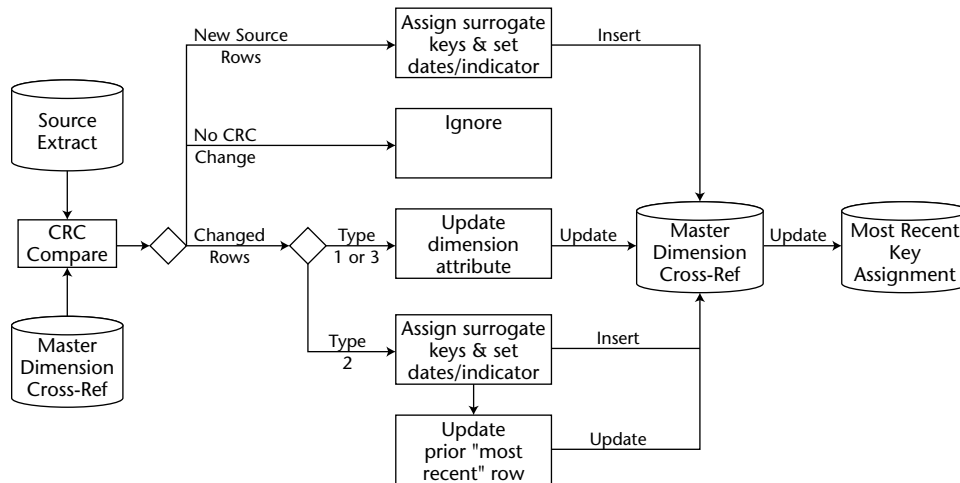 New Source
Rows
Assign surrogate
keys & set
dates/indicator
Insert
Source
Extract
No CRC
Change
Ignore
CRC
Compare
Changed
Rows
Type
1 or 3
Update
dimension
attribute
Update
Master
Dimension
Cross-Ref
Update
Most Recent
Key
Assignment
Master
Dimension
Cross-Ref
Type
2
Assign surrogate
keys & set
dates/indicator
Insert
Update
prior "most
recent" row
Update